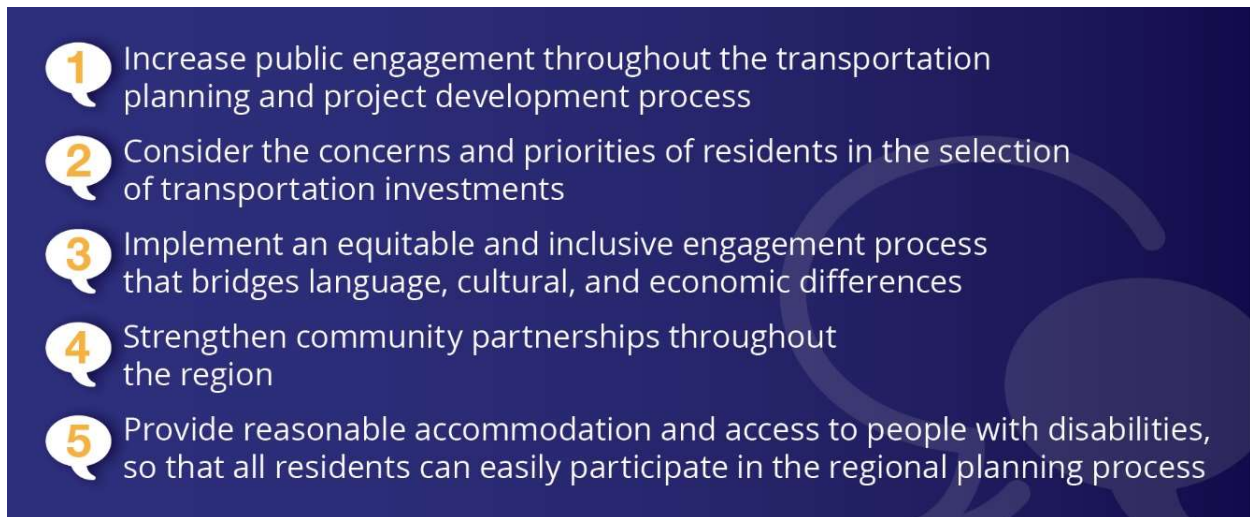 1 Increase public engagement throughout the transportation
planning and project development process
2 Consider the concerns and priorities of residents in the selection
of transportation investments
3 Implement an equitable and inclusive engagement process
that bridges language, cultural, and economic differences
4 Strengthen community partnerships throughout
the region
5 Provide reasonable accommodation and access to people with disabilities,
so that all residents can easily participate in the regional planning process